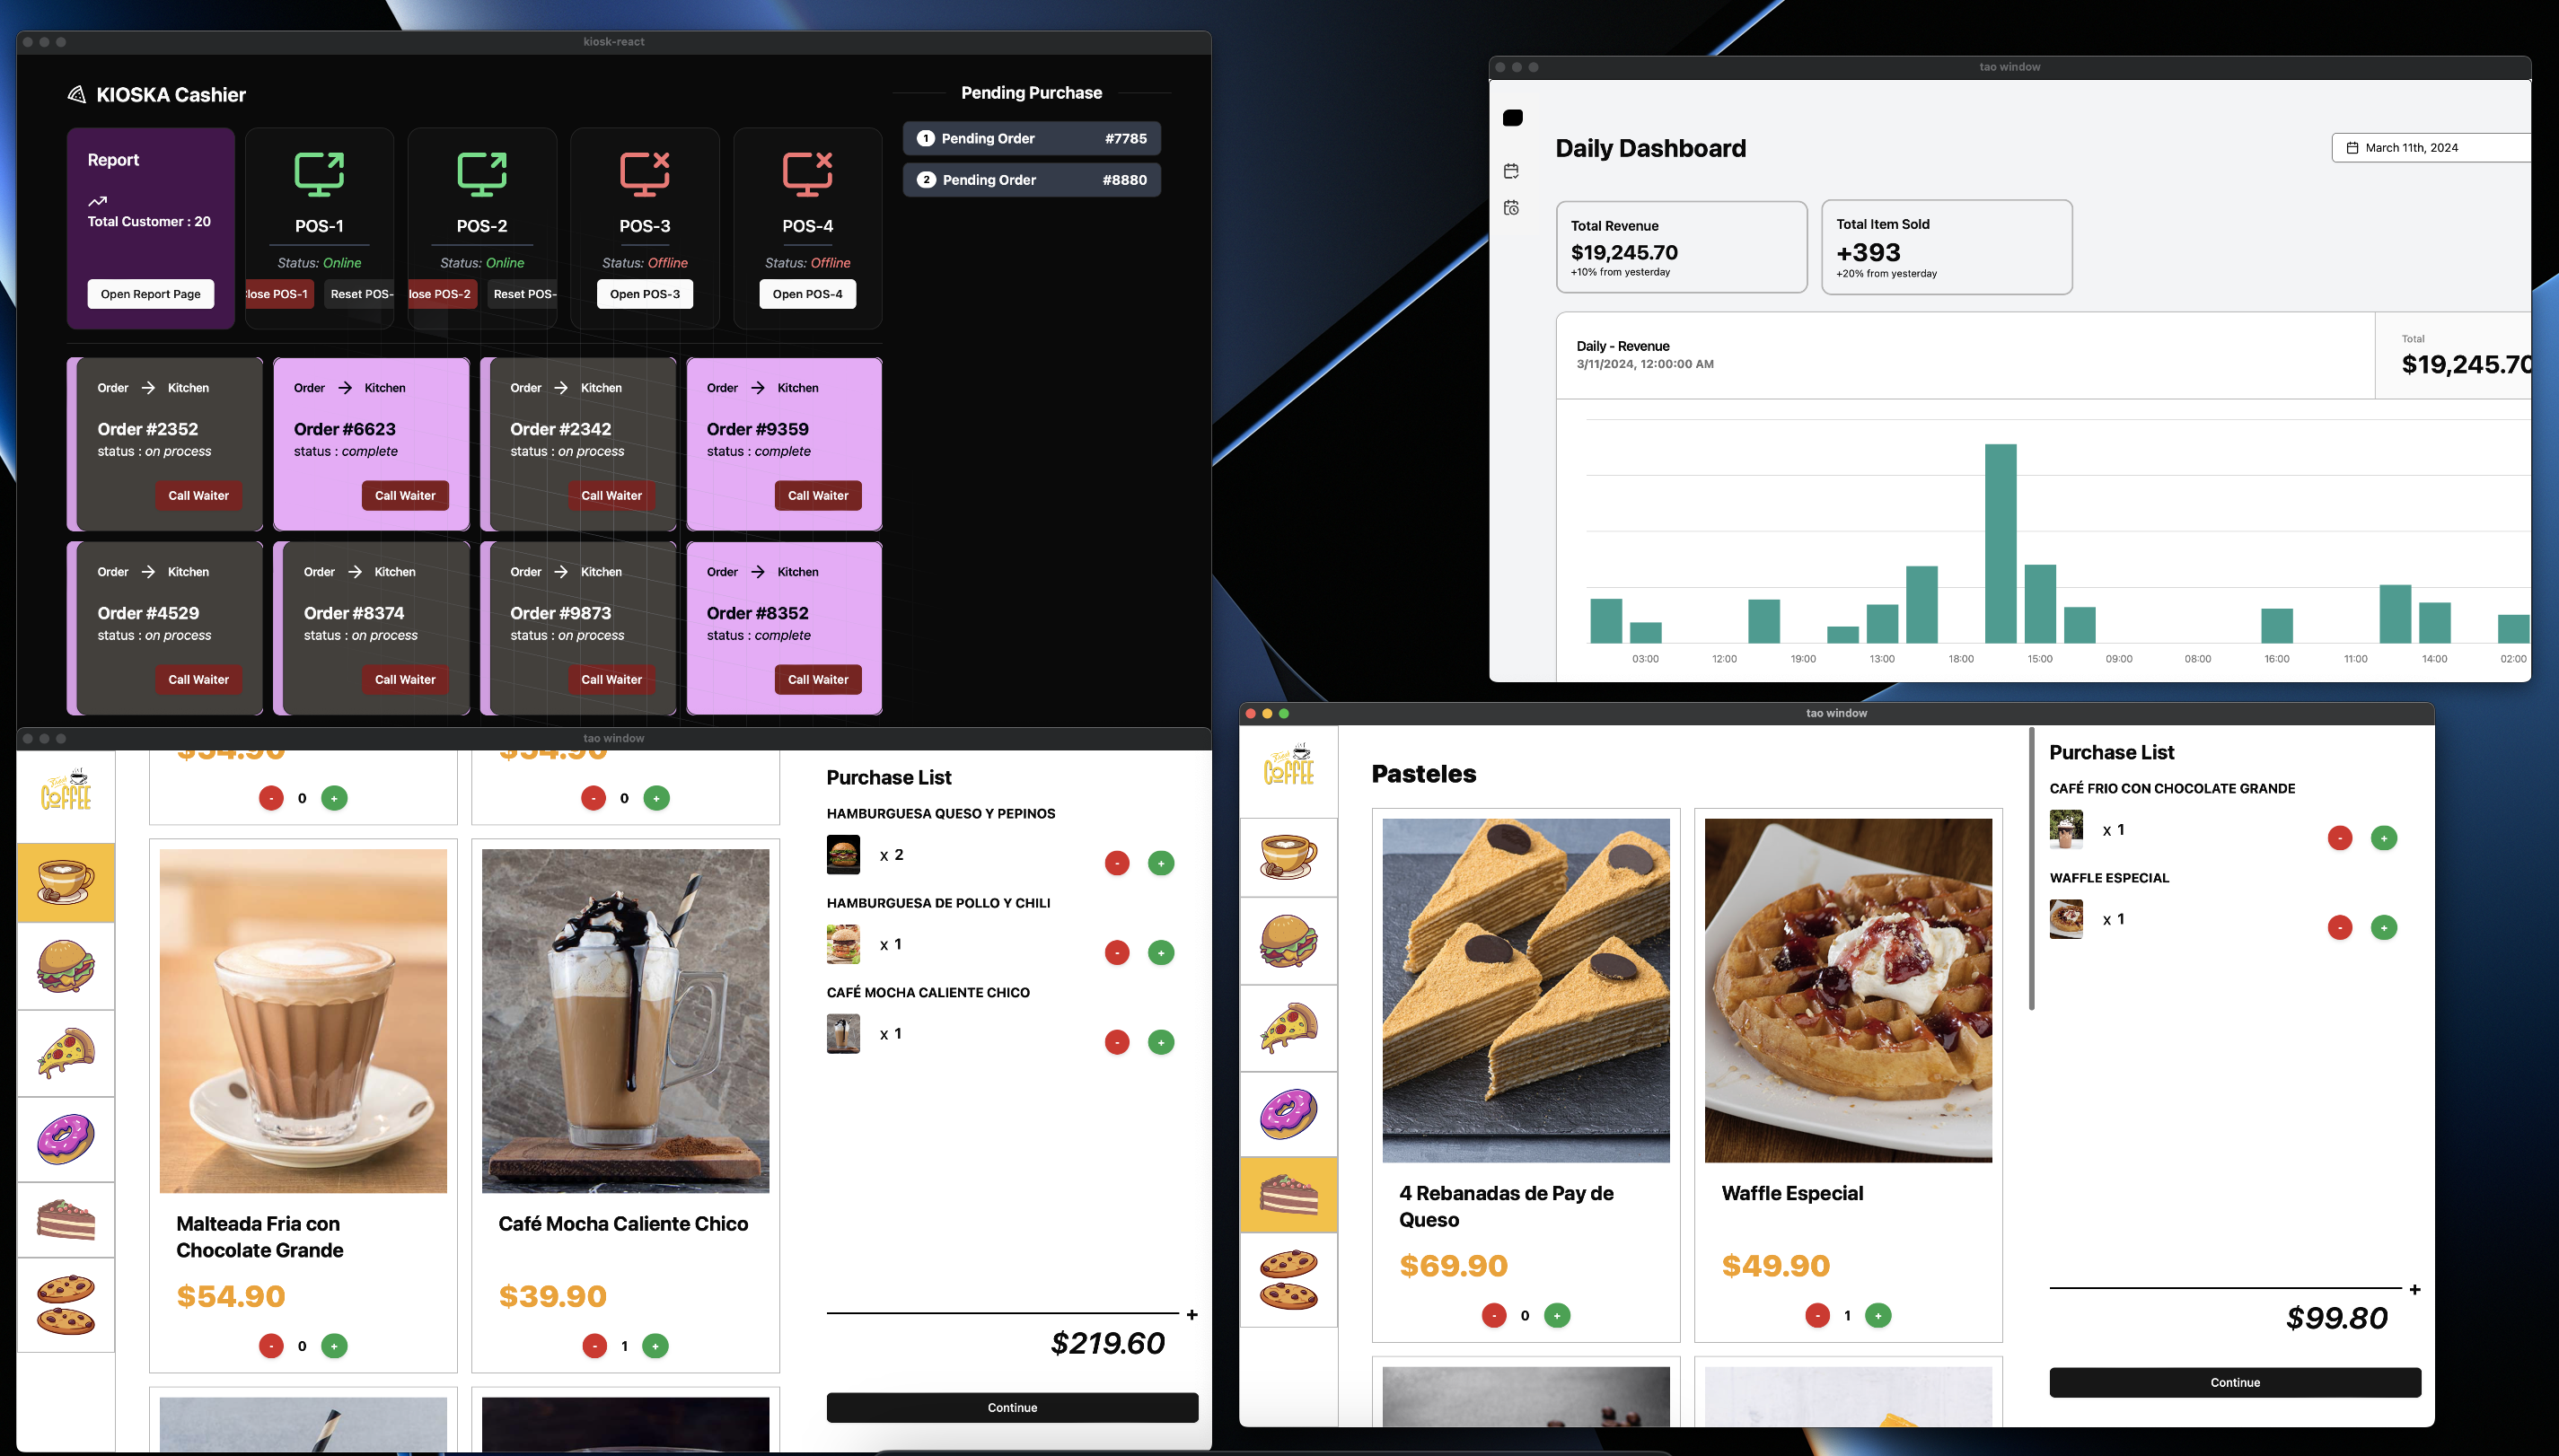 kiosk-react
KIOSKA Cashier
Report
Total Customer : 20
Open Report Page
POS-1
Status: Online
lose POS-1
Reset POS-
POS-2
Status: Online
lose POS-2
Reset POS-
POS-3
Status: Offline
Open POS-3
POS-4
Status: Offline
Open POS-4
Pending Purchase
1 Pending Order #7785
2 Pending Order #8880
Order → Kitchen
Order #2352
status : on process
Call Waiter
Order → Kitchen
Order #6623
status : complete
Call Waiter
Order → Kitchen
Order #2342
status : on process
Call Waiter
Order → Kitchen
Order #9359
status : complete
Call Waiter
Order → Kitchen
Order #4529
status : on process
Call Waiter
Order → Kitchen
Order #8374
status : on process
Call Waiter
Order → Kitchen
Order #9873
status : on process
Call Waiter
Order → Kitchen
Order #8352
status : complete
Call Waiter
tao window
Daily Dashboard
March 11th, 2024
Total Revenue
$19,245.70
+10% from yesterday
Total Item Sold
+393
+20% from yesterday
Daily - Revenue
3/11/2024, 12:00:00 AM
Total
$19,245.70
03:00 12:00 19:00 13:00 18:00 15:00 09:00 08:00 16:00 11:00 14:00 02:00
tao window
COFFEE
$54.90
- 0 +
$54.90
- 0 +
Malteada Fria con
Chocolate Grande
$54.90
- 0 +
Café Mocha Caliente Chico
$39.90
- 1 +
Purchase List
HAMBURGUESA QUESO Y PEPINOS
x 2 - +
HAMBURGUESA DE POLLO Y CHILI
x 1 - +
CAFÉ MOCHA CALIENTE CHICO
x 1 - +
+
$219.60
Continue
tao window
COFFEE
Pasteles
4 Rebanadas de Pay de
Queso
$69.90
- 0 +
Waffle Especial
$49.90
- 1 +
Purchase List
CAFÉ FRIO CON CHOCOLATE GRANDE
x 1 - +
WAFFLE ESPECIAL
x 1 - +
+
$99.80
Continue